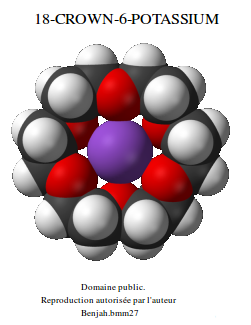 18-CROWN-6-POTASSIUM
Domaine public.
Reproduction autorisée par l'auteur
Benjah.bmm27